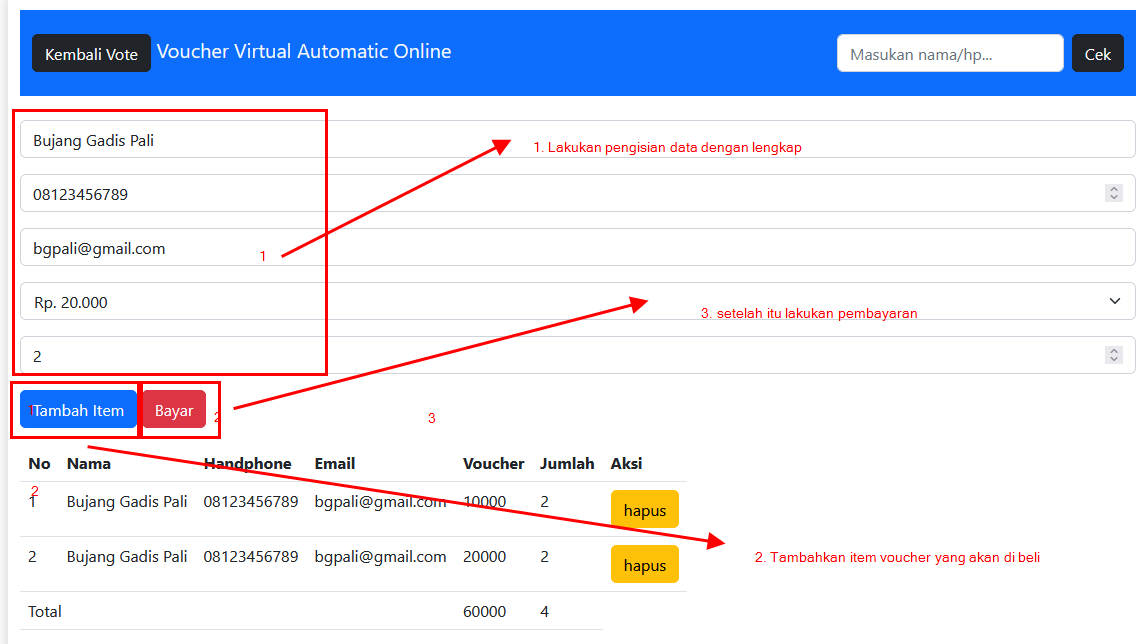 Kembali Vote Voucher Virtual Automatic Online Masukan nama/hp... Cek
Bujang Gadis Pali
1. Lakukan pengisian data dengan lengkap
08123456789
bgpali@gmail.com
1
Rp. 20.000
3. setelah itu lakukan pembayaran
2
1 Tambah Item Bayar 2 3
No Nama Handphone Email Voucher Jumlah Aksi
2
1 Bujang Gadis Pali 08123456789 bgpali@gmail.com 10000 2 hapus
2 Bujang Gadis Pali 08123456789 bgpali@gmail.com 20000 2 hapus
2. Tambahkan item voucher yang akan di beli
Total 60000 4